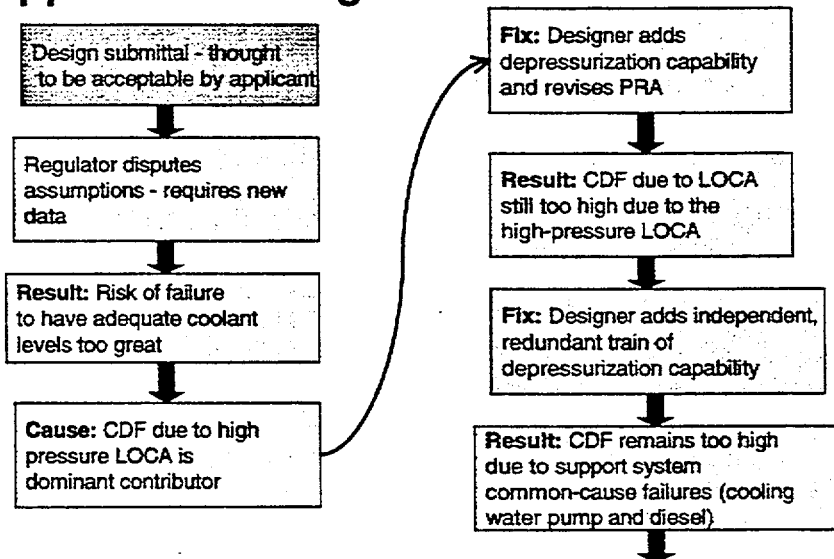 Design submittal - thought
to be acceptable by applicant
Regulator disputes
assumptions - requires new
data
Result: Risk of failure
to have adequate coolant
levels too great
Cause: CDF due to high
pressure LOCA is
dominant contributor
Fix: Designer adds
depressurization capability
and revises PRA
Result: CDF due to LOCA
still too high due to the
high-pressure LOCA
Fix: Designer adds independent,
redundant train of
depressurization capability
Result: CDF remains too high
due to support system
common-cause failures (cooling
water pump and diesel)